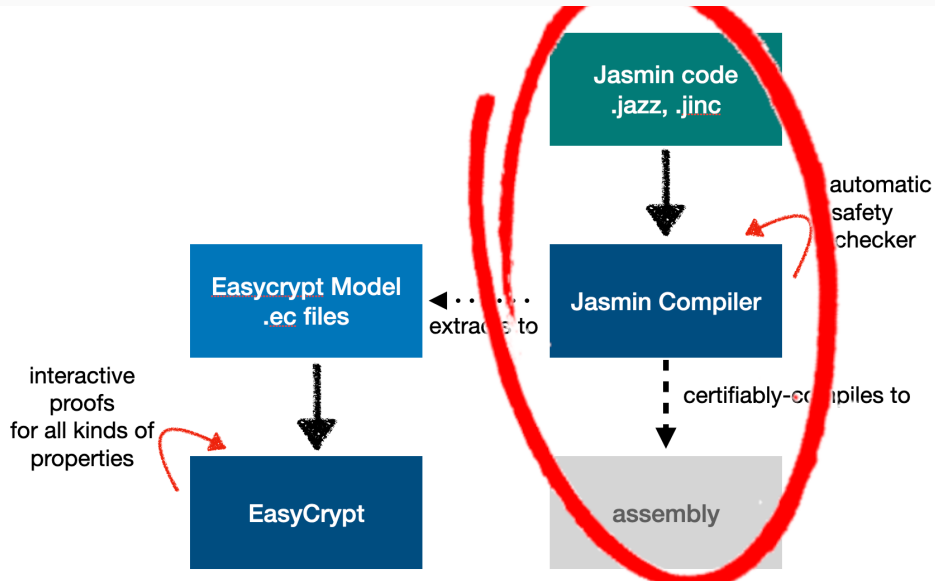 Jasmin code
.jazz, .jinc
automatic
safety
checker
Easycrypt Model
.ec files
Jasmin Compiler
extracts to
interactive
proofs
for all kinds of
properties
certifiably-compiles to
EasyCrypt
assembly